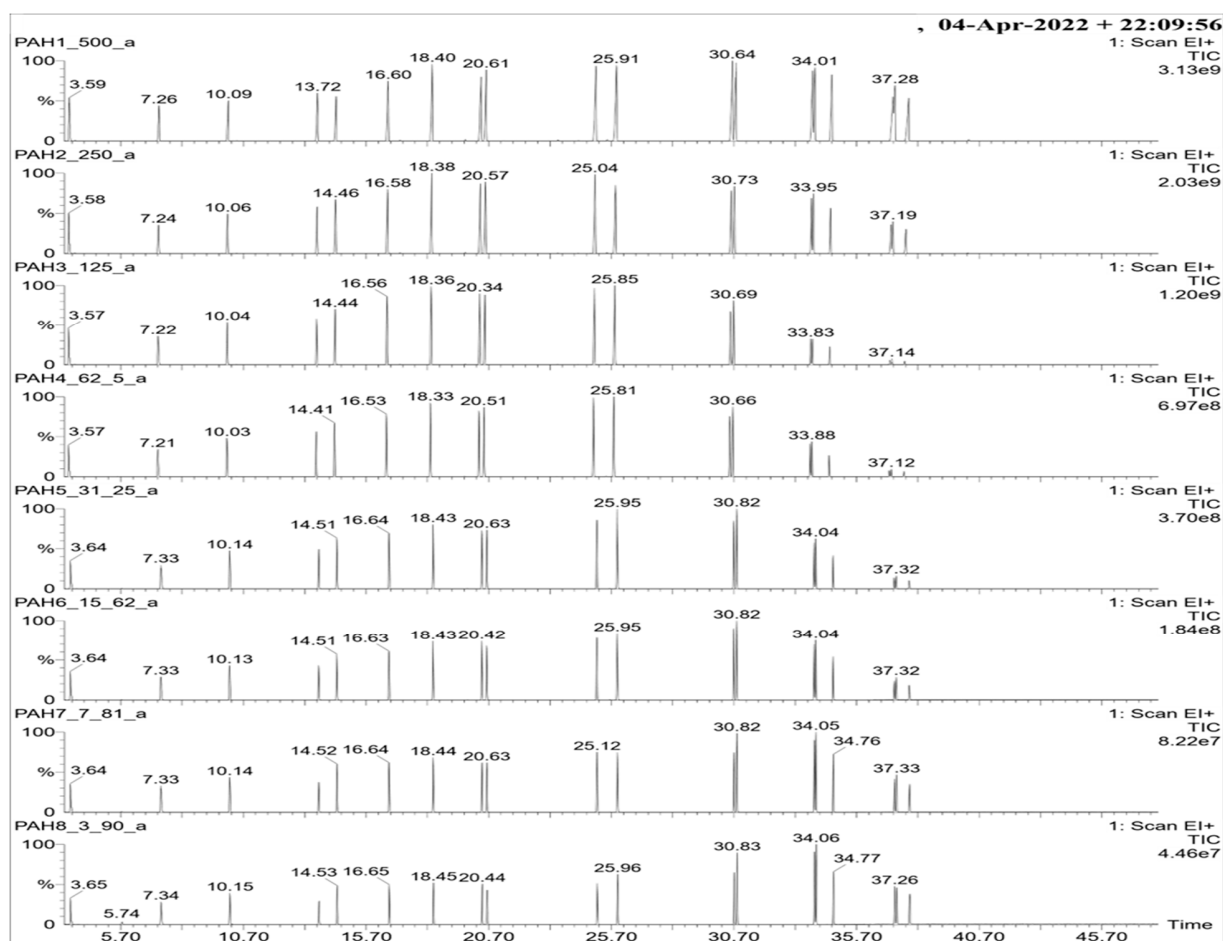 , 04-Apr-2022 + 22:09:56
PAH1_500_a
1: Scan EI+
TIC
3.13e9
100
%
0
3.59 7.26 10.09 13.72 16.60 18.40 20.61 25.91 30.64 34.01 37.28
PAH2_250_a
1: Scan EI+
TIC
2.03e9
100
%
0
3.58 7.24 10.06 14.46 16.58 18.38 20.57 25.04 30.73 33.95 37.19
PAH3_125_a
1: Scan EI+
TIC
1.20e9
100
%
0
3.57 7.22 10.04 14.44 16.56 18.36 20.34 25.85 30.69 33.83 37.14
PAH4_62_5_a
1: Scan EI+
TIC
6.97e8
100
%
0
3.57 7.21 10.03 14.41 16.53 18.33 20.51 25.81 30.66 33.88 37.12
PAH5_31_25_a
1: Scan EI+
TIC
3.70e8
100
%
0
3.64 7.33 10.14 14.51 16.64 18.43 20.63 25.95 30.82 34.04 37.32
PAH6_15_62_a
1: Scan EI+
TIC
1.84e8
100
%
0
3.64 7.33 10.13 14.51 16.63 18.43 20.42 25.95 30.82 34.04 37.32
PAH7_7_81_a
1: Scan EI+
TIC
8.22e7
100
%
0
3.64 7.33 10.14 14.52 16.64 18.44 20.63 25.12 30.82 34.05 34.76 37.33
PAH8_3_90_a
1: Scan EI+
TIC
4.46e7
100
%
0
3.65 5.74 7.34 10.15 14.53 16.65 18.45 20.44 25.96 30.83 34.06 34.77 37.26
Time
5.70 10.70 15.70 20.70 25.70 30.70 35.70 40.70 45.70